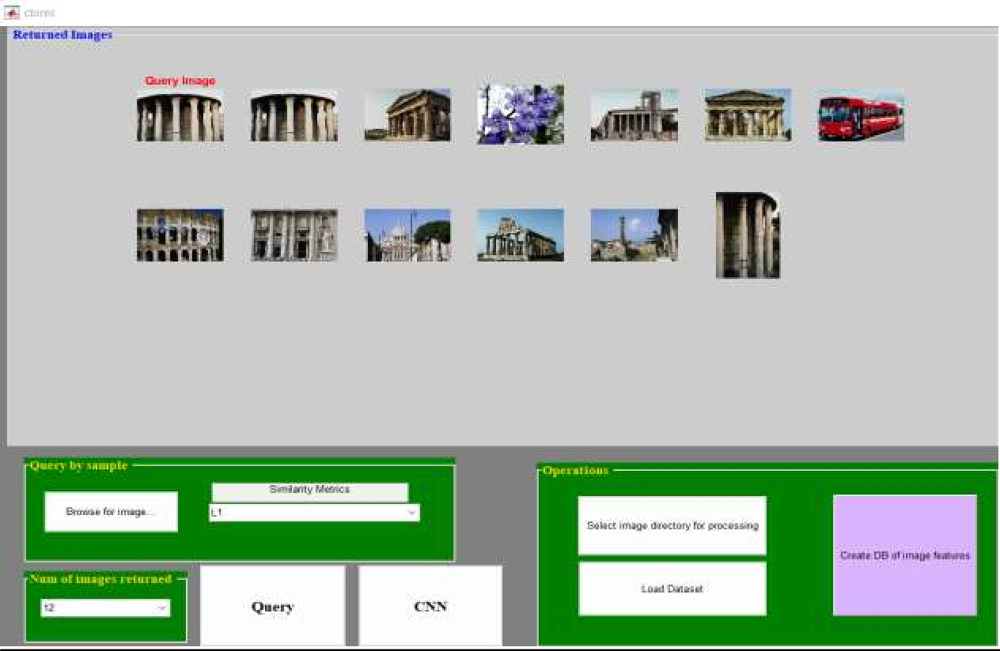 cbires
Returned Images
Query Image
Query by sample
Similarity Metrics
Browse for image...
L1
Num of images returned
12
Query
CNN
Operations
Select image directory for processing
Load Dataset
Create DB of image features